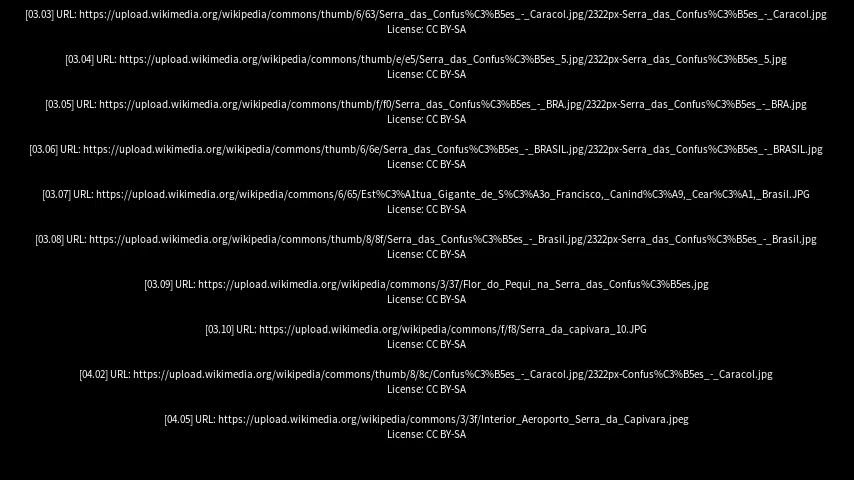 [03.03] URL: https://upload.wikimedia.org/wikipedia/commons/thumb/6/63/Serra_das_Confus%C3%B5es_-_Caracol.jpg/2322px-Serra_das_Confus%C3%B5es_-_Caracol.jpg
License: CC BY-SA
[03.04] URL: https://upload.wikimedia.org/wikipedia/commons/thumb/e/e5/Serra_das_Confus%C3%B5es_5.jpg/2322px-Serra_das_Confus%C3%B5es_5.jpg
License: CC BY-SA
[03.05] URL: https://upload.wikimedia.org/wikipedia/commons/thumb/f/f0/Serra_das_Confus%C3%B5es_-_BRA.jpg/2322px-Serra_das_Confus%C3%B5es_-_BRA.jpg
License: CC BY-SA
[03.06] URL: https://upload.wikimedia.org/wikipedia/commons/thumb/6/6e/Serra_das_Confus%C3%B5es_-_BRASIL.jpg/2322px-Serra_das_Confus%C3%B5es_-_BRASIL.jpg
License: CC BY-SA
[03.07] URL: https://upload.wikimedia.org/wikipedia/commons/6/65/Est%C3%A1tua_Gigante_de_S%C3%A3o_Francisco,_Canind%C3%A9,_Cear%C3%A1,_Brasil.JPG
License: CC BY-SA
[03.08] URL: https://upload.wikimedia.org/wikipedia/commons/thumb/8/8f/Serra_das_Confus%C3%B5es_-_Brasil.jpg/2322px-Serra_das_Confus%C3%B5es_-_Brasil.jpg
License: CC BY-SA
[03.09] URL: https://upload.wikimedia.org/wikipedia/commons/3/37/Flor_do_Pequi_na_Serra_das_Confus%C3%B5es.jpg
License: CC BY-SA
[03.10] URL: https://upload.wikimedia.org/wikipedia/commons/f/f8/Serra_da_capivara_10.JPG
License: CC BY-SA
[04.02] URL: https://upload.wikimedia.org/wikipedia/commons/thumb/8/8c/Confus%C3%B5es_-_Caracol.jpg/2322px-Confus%C3%B5es_-_Caracol.jpg
License: CC BY-SA
[04.05] URL: https://upload.wikimedia.org/wikipedia/commons/3/3f/Interior_Aeroporto_Serra_da_Capivara.jpeg
License: CC BY-SA